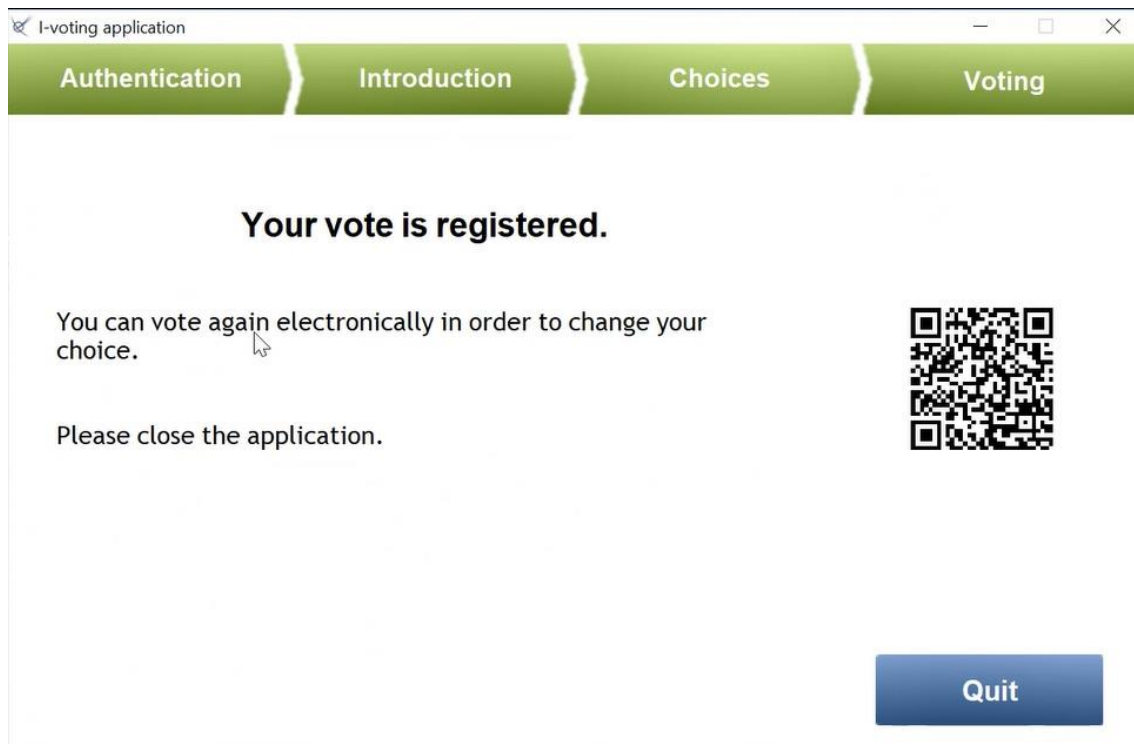 I-voting application
Authentication
Introduction
Choices
Voting
Your vote is registered.
You can vote again electronically in order to change your
choice.
Please close the application.
Quit